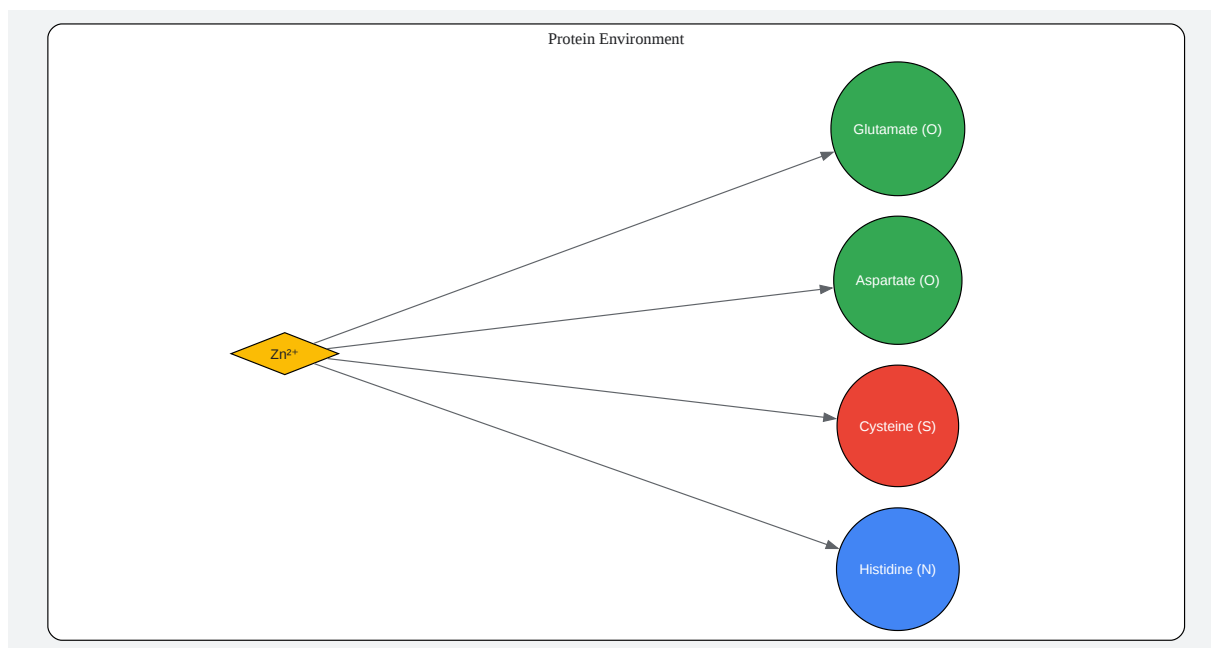 Protein Environment
Glutamate (O)
Aspartate (O)
Zn²⁺
Cysteine (S)
Histidine (N)